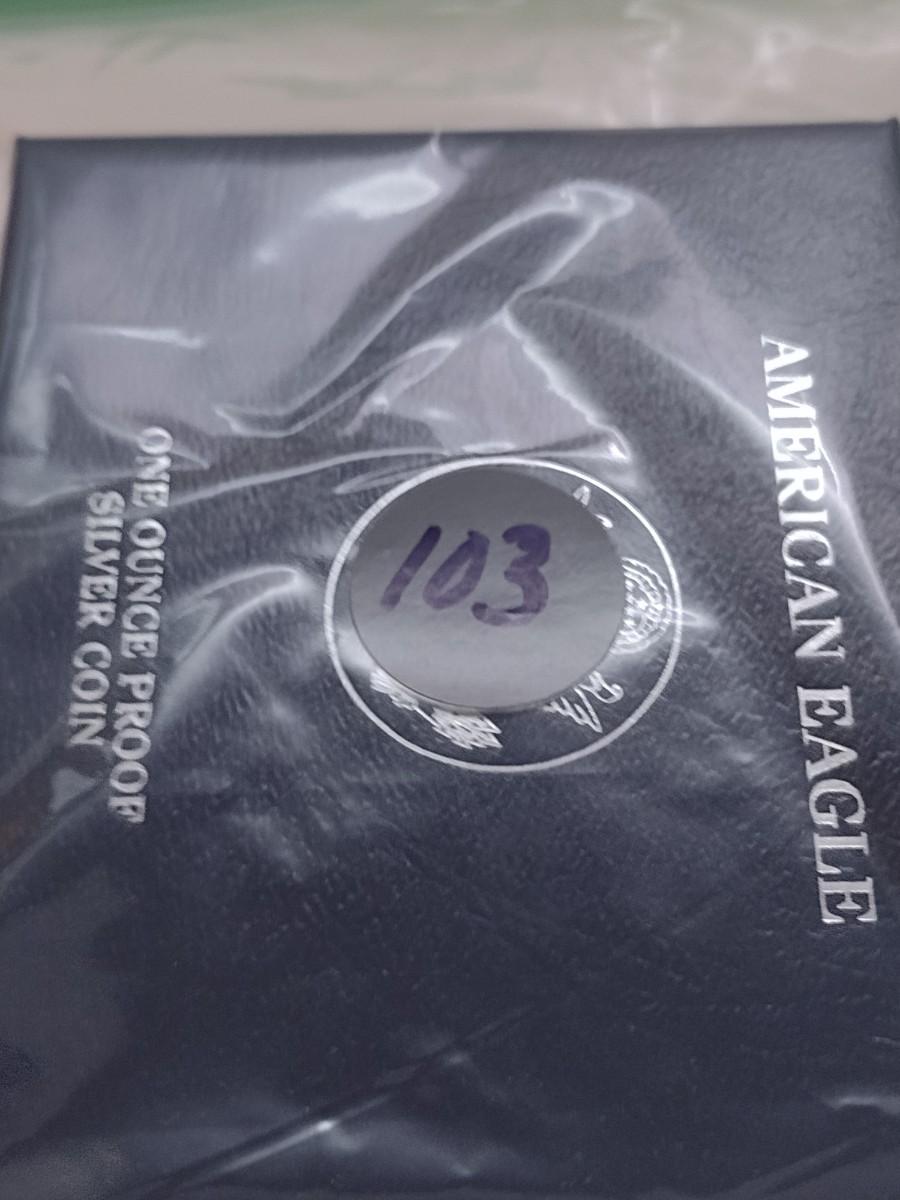 AMERICAN EAGLE
103
ONE OUNCE PROOF
SILVER COIN